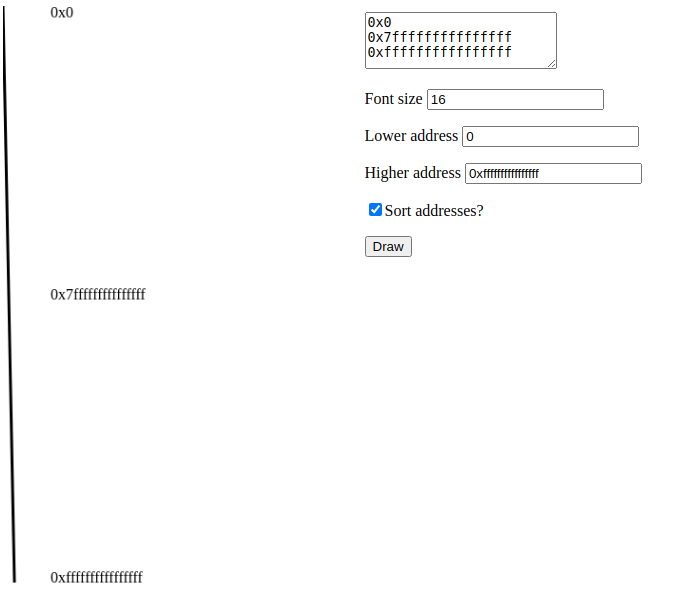 0x0
0x7fffffffffffffff
0xffffffffffffffff
0x0
0x7fffffffffffffff
0xffffffffffffffff
Font size 16
Lower address 0
Higher address 0xffffffffffffffff
Sort addresses?
Draw